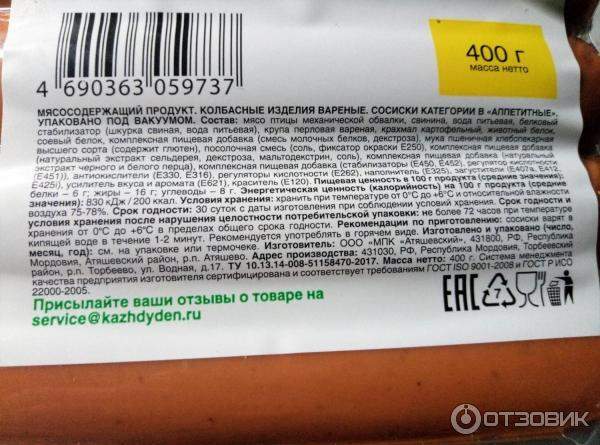 400 г
масса нетто
4 690363 059737
МЯСОСОДЕРЖАЩИЙ ПРОДУКТ. КОЛБАСНЫЕ ИЗДЕЛИЯ ВАРЕНЫЕ. СОСИСКИ КАТЕГОРИИ В «АППЕТИТНЫЕ».
УПАКОВАНО ПОД ВАКУУМОМ. Состав: мясо птицы механической обвалки, свинина, вода питьевая, белковый
стабилизатор (шкурка свиная, вода питьевая), крупа перловая вареная, крахмал картофельный, животный белок,
соевый белок, комплексная пищевая добавка (смесь молочных белков, декстроза), мука пшеничная хлебопекарная
высшего сорта (содержит глютен), посолочная смесь (соль, фиксатор окраски Е250), комплексная пищевая добавка
(натуральный экстракт сельдерея, декстроза, мальтодекстрин, соль), комплексная пищевая добавка (натуральный
экстракт черного и белого перца), комплексная пищевая добавка (стабилизаторы (Е450, Е452), регулятор кислотности
(Е451)), антиокислители (Е330, Е316), регуляторы кислотности (Е262), наполнитель (Е325), загустители (Е407а, Е412,
Е425i), усилитель вкуса и аромата (Е621), краситель (Е120). Пищевая ценность в 100 г продукта (средние значения):
белки – 6 г; жиры – 16 г; углеводы – 8 г. Энергетическая ценность (калорийность) на 100 г продукта (средние
значения): 830 кДж / 200 ккал. Условия хранения: хранить при температуре от 0°С до +6°С и относительной влажности
воздуха 75-78%. Срок годности: 30 суток с даты изготовления при соблюдении условий хранения. Срок годности и
условия хранения после нарушения целостности потребительской упаковки: не более 72 часов при температуре
хранения от 0°С до +6°С в пределах общего срока годности. Рекомендации по приготовлению: сосиски варят в
кипящей воде в течение 1-2 минут. Рекомендуется употреблять в горячем виде. Изготовлено и упаковано (число,
месяц, год): см. на упаковке или термочеке. Изготовитель: ООО «МПК «Атяшевский», 431800, РФ, Республика
Мордовия, Атяшевский район, р.п. Атяшево. Адрес производства: 431030, РФ, Республика Мордовия, Торбеевский
район, р.п. Торбеево, ул. Водная, д.17. ТУ 10.13.14-008-51158470-2017. Масса нетто: 400 г. Система менеджмента
качества предприятия изготовителя сертифицирована и соответствует требованиям ГОСТ ISO 9001-2008 и ГОСТ Р ИСО
22000-2005.
Присылайте ваши отзывы о товаре на
service@kazhdyden.ru
EAC
7
ОТЗОВИК